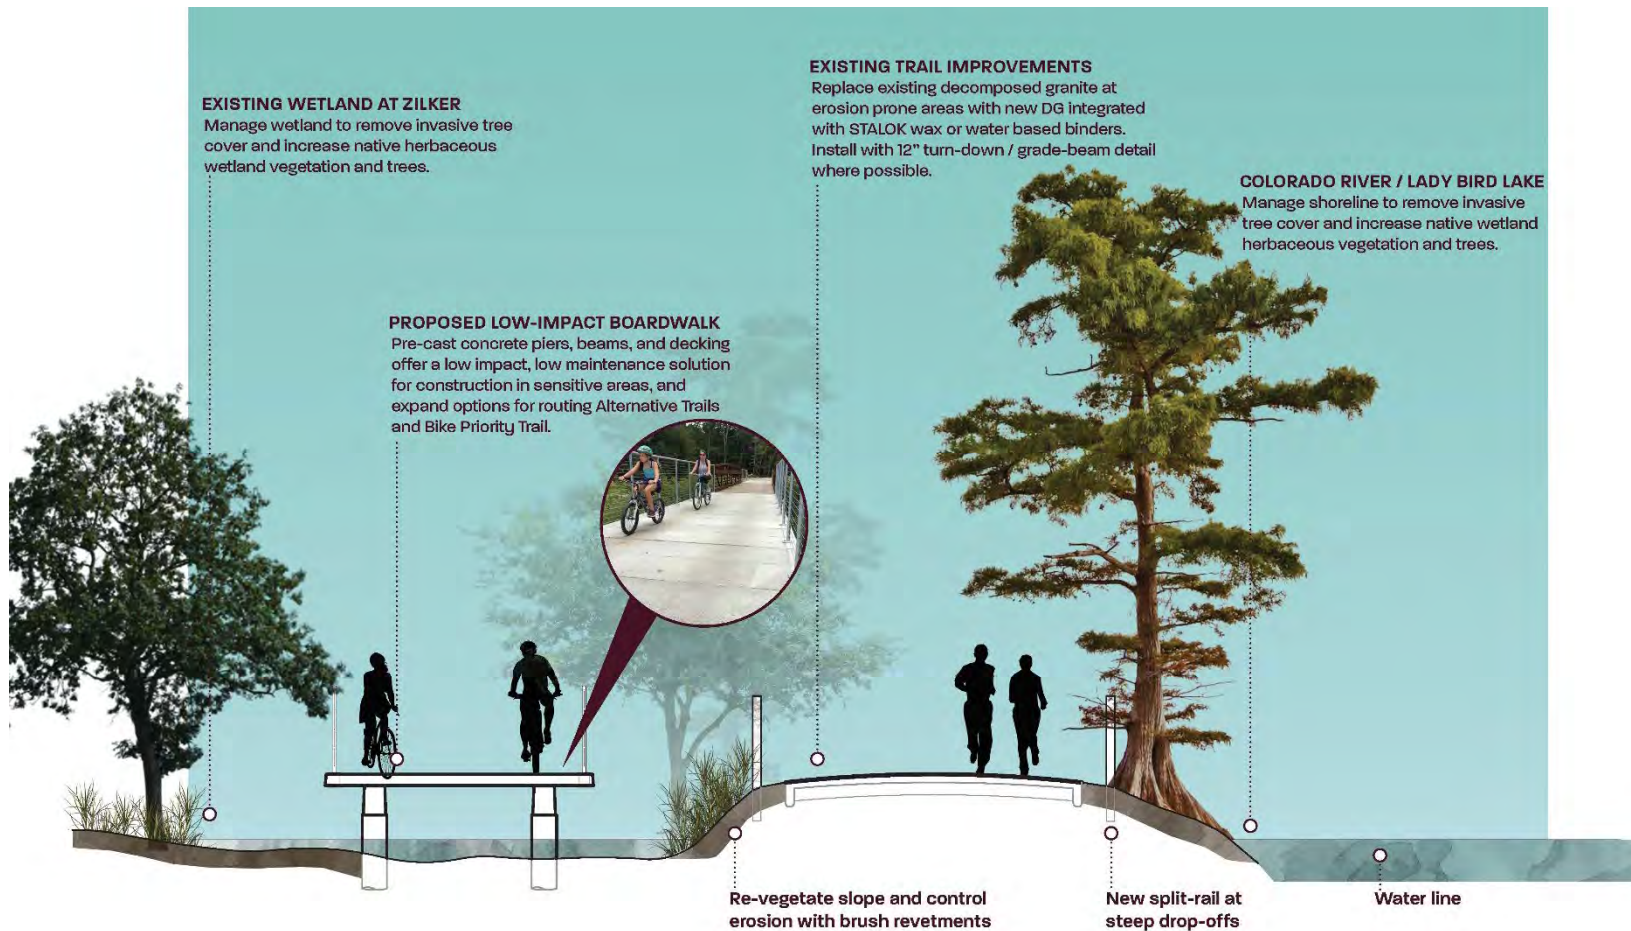 EXISTING WETLAND AT ZILKER
Manage wetland to remove invasive tree
cover and increase native herbaceous
wetland vegetation and trees.
PROPOSED LOW-IMPACT BOARDWALK
Pre-cast concrete piers, beams, and decking
offer a low impact, low maintenance solution
for construction in sensitive areas, and
expand options for routing Alternative Trails
and Bike Priority Trail.
EXISTING TRAIL IMPROVEMENTS
Replace existing decomposed granite at
erosion prone areas with new DG integrated
with STALOK wax or water based binders.
Install with 12" turn-down / grade-beam detail
where possible.
COLORADO RIVER / LADY BIRD LAKE
Manage shoreline to remove invasive
tree cover and increase native wetland
herbaceous vegetation and trees.
Re-vegetate slope and control
erosion with brush revetments
New split-rail at
steep drop-offs
Water line